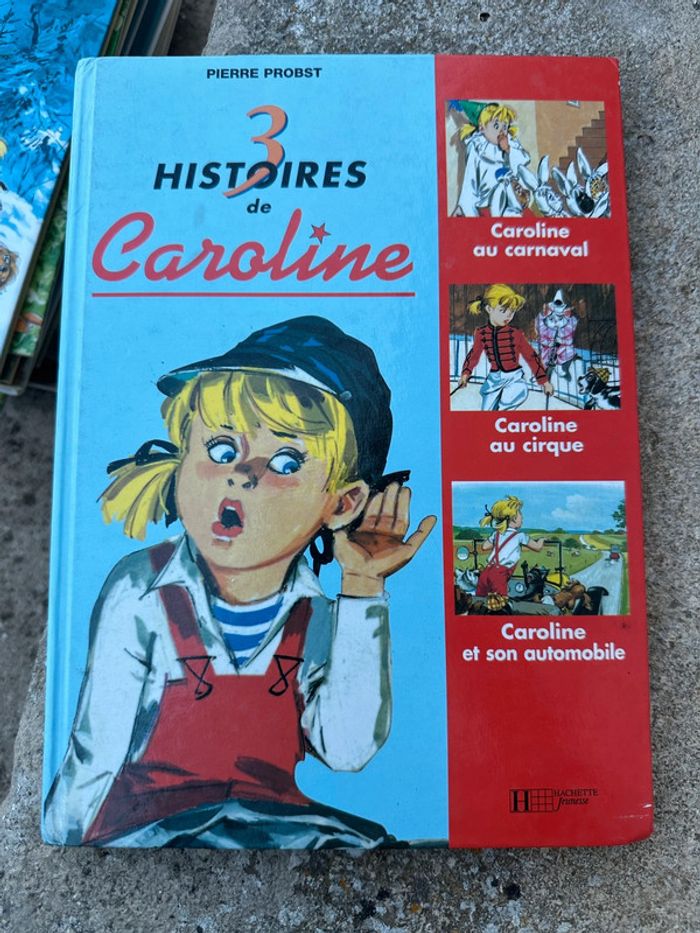 PIERRE PROBST
3
HISTOIRES
de
Caroline
Caroline
au carnaval
Caroline
au cirque
Caroline
et son automobile
H HACHETTE
Jeunesse